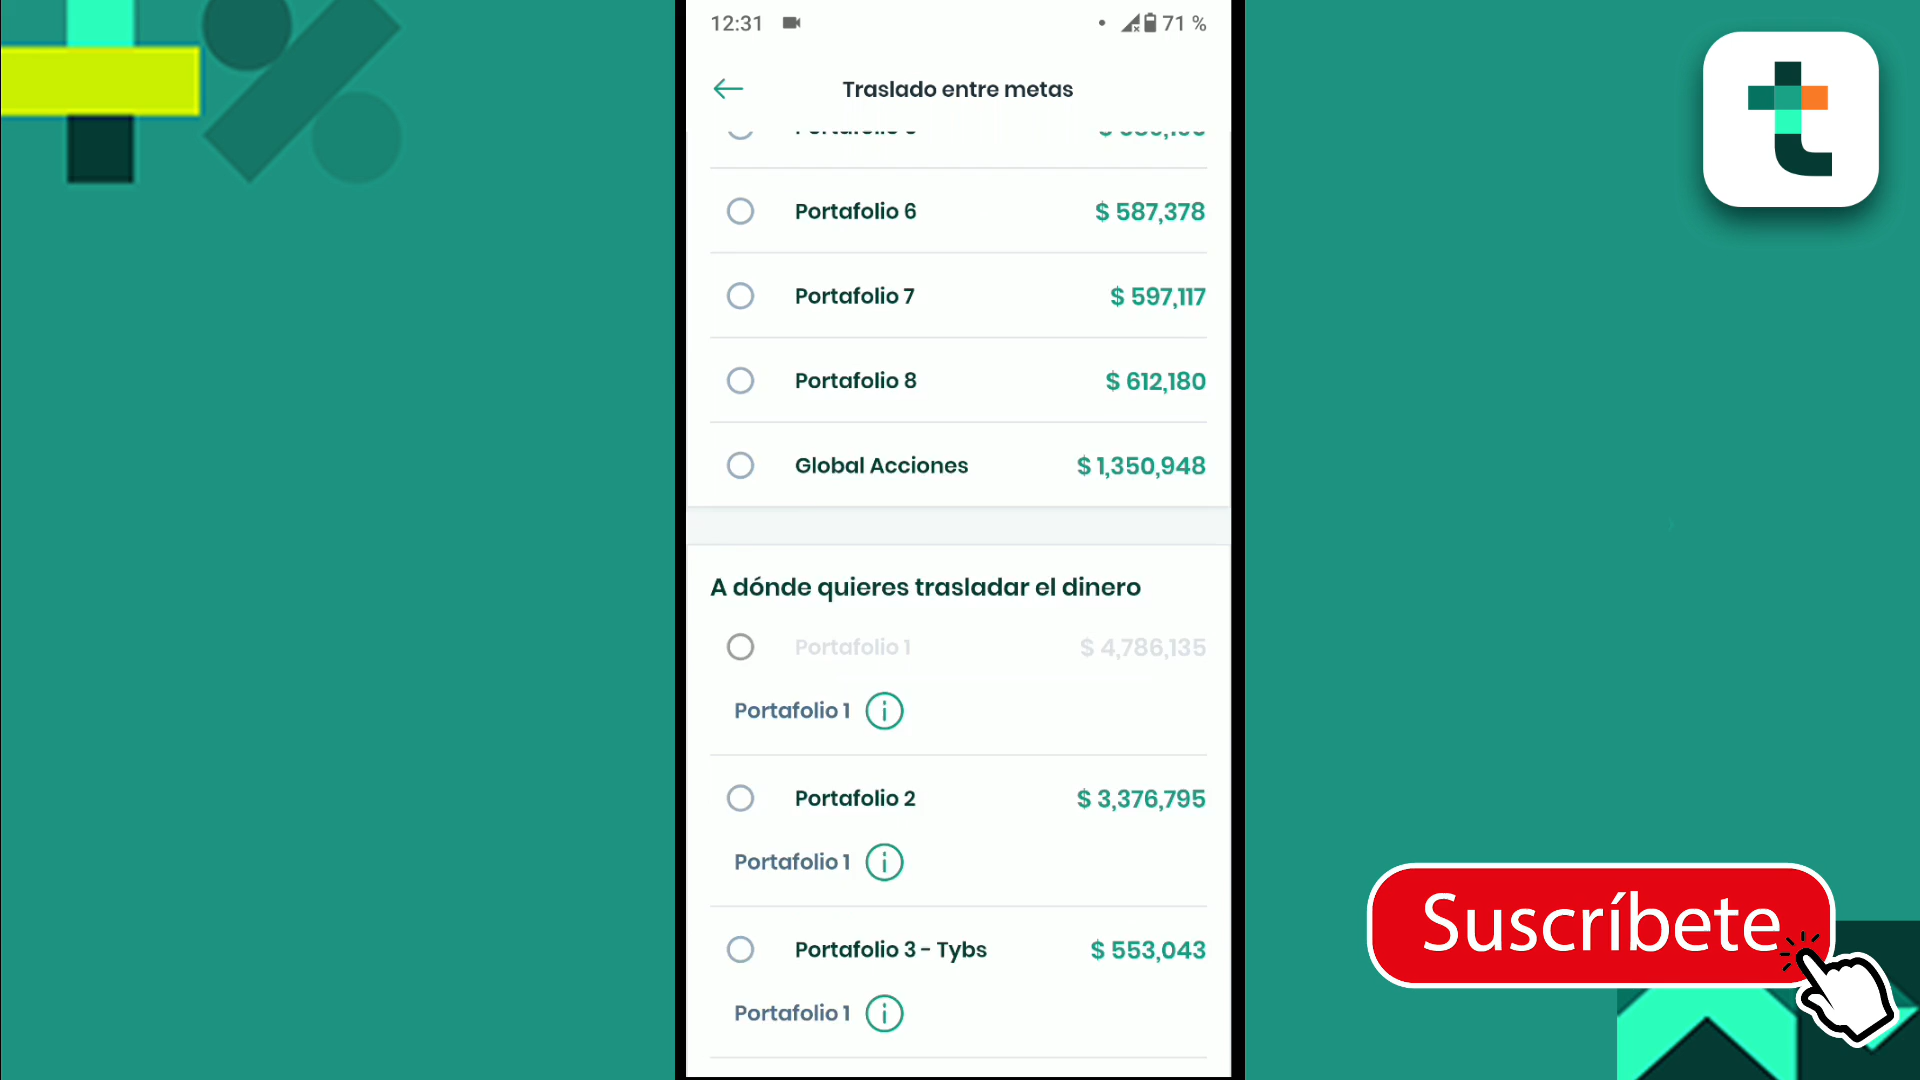 12:31
71 %
Traslado entre metas
Portafolio 6
$ 587,378
Portafolio 7
$ 597,117
Portafolio 8
$ 612,180
Global Acciones
$ 1,350,948
A dónde quieres trasladar el dinero
Portafolio 1
$ 4,786,135
Portafolio 1
Portafolio 2
$ 3,376,795
Portafolio 1
Portafolio 3 - Tybs
$ 553,043
Portafolio 1
Suscríbete